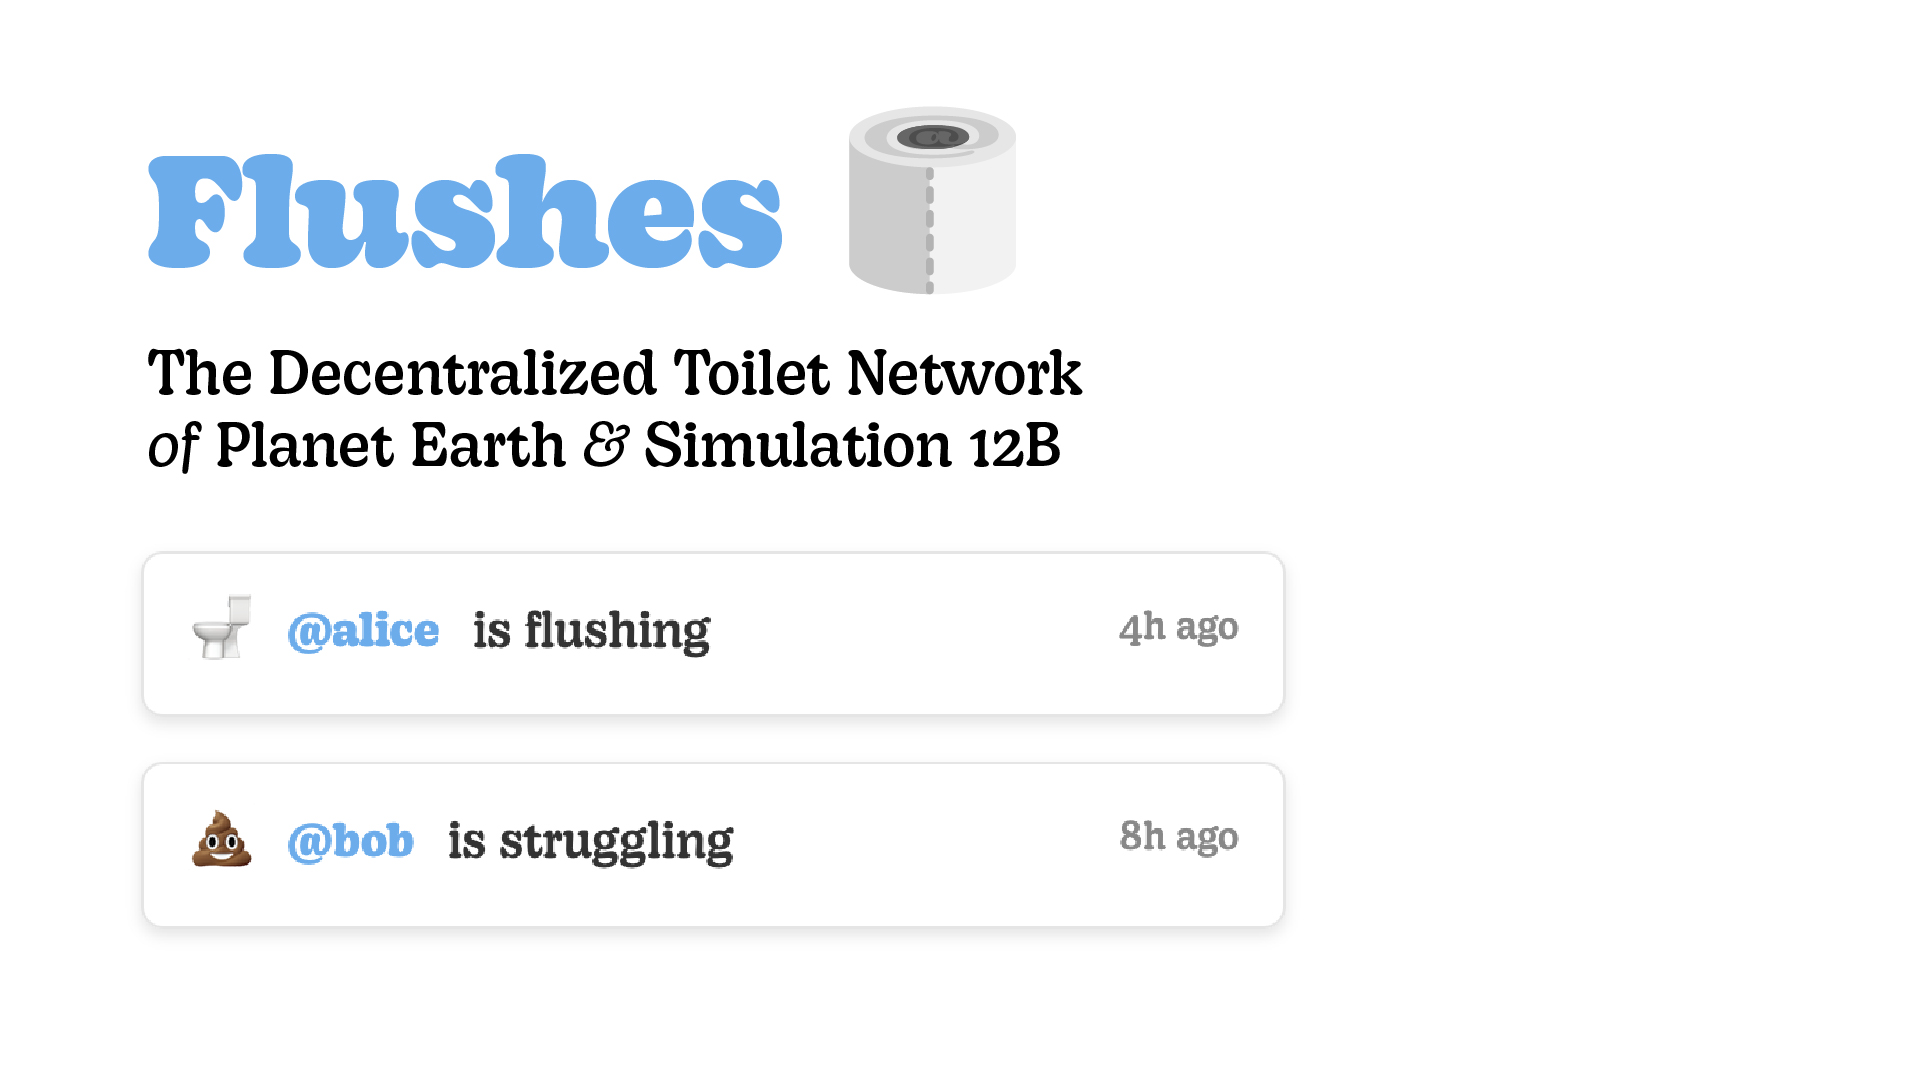 Flushes
@
The Decentralized Toilet Network
of Planet Earth & Simulation 12B
@alice is flushing 4h ago
@bob is struggling 8h ago